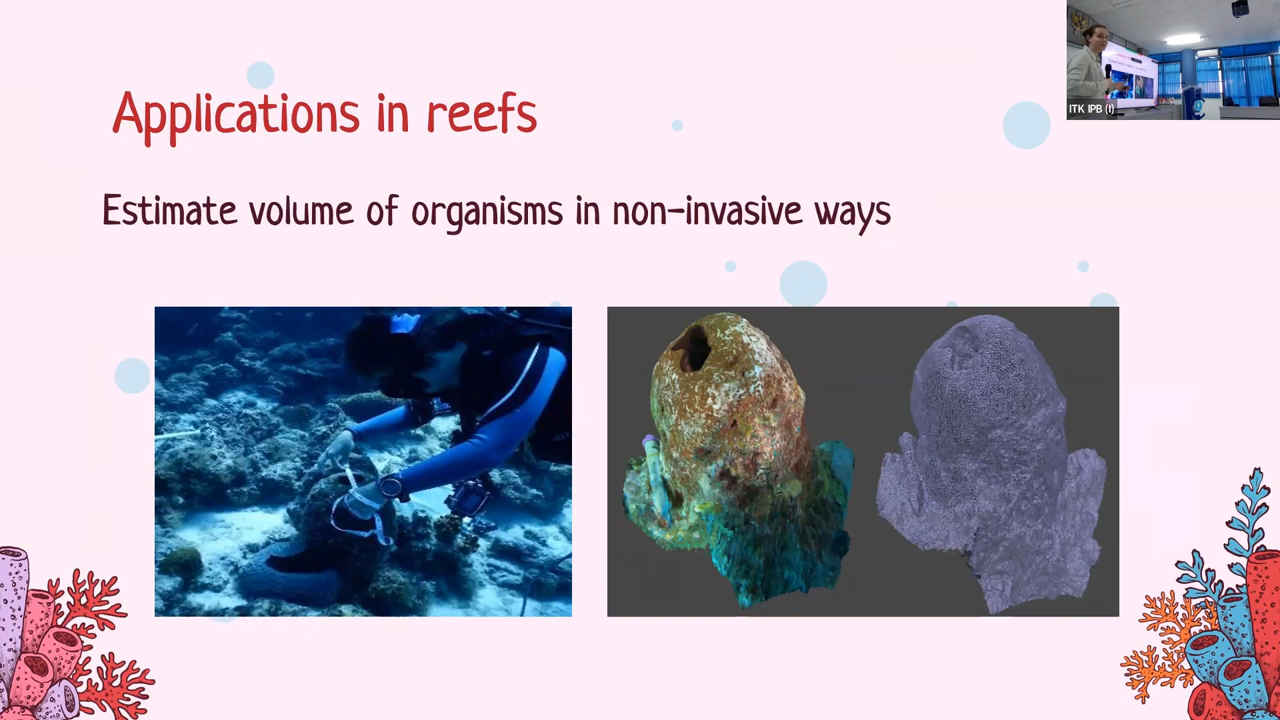 Applications in reefs
Estimate volume of organisms in non-invasive ways
ITK IPB (I)